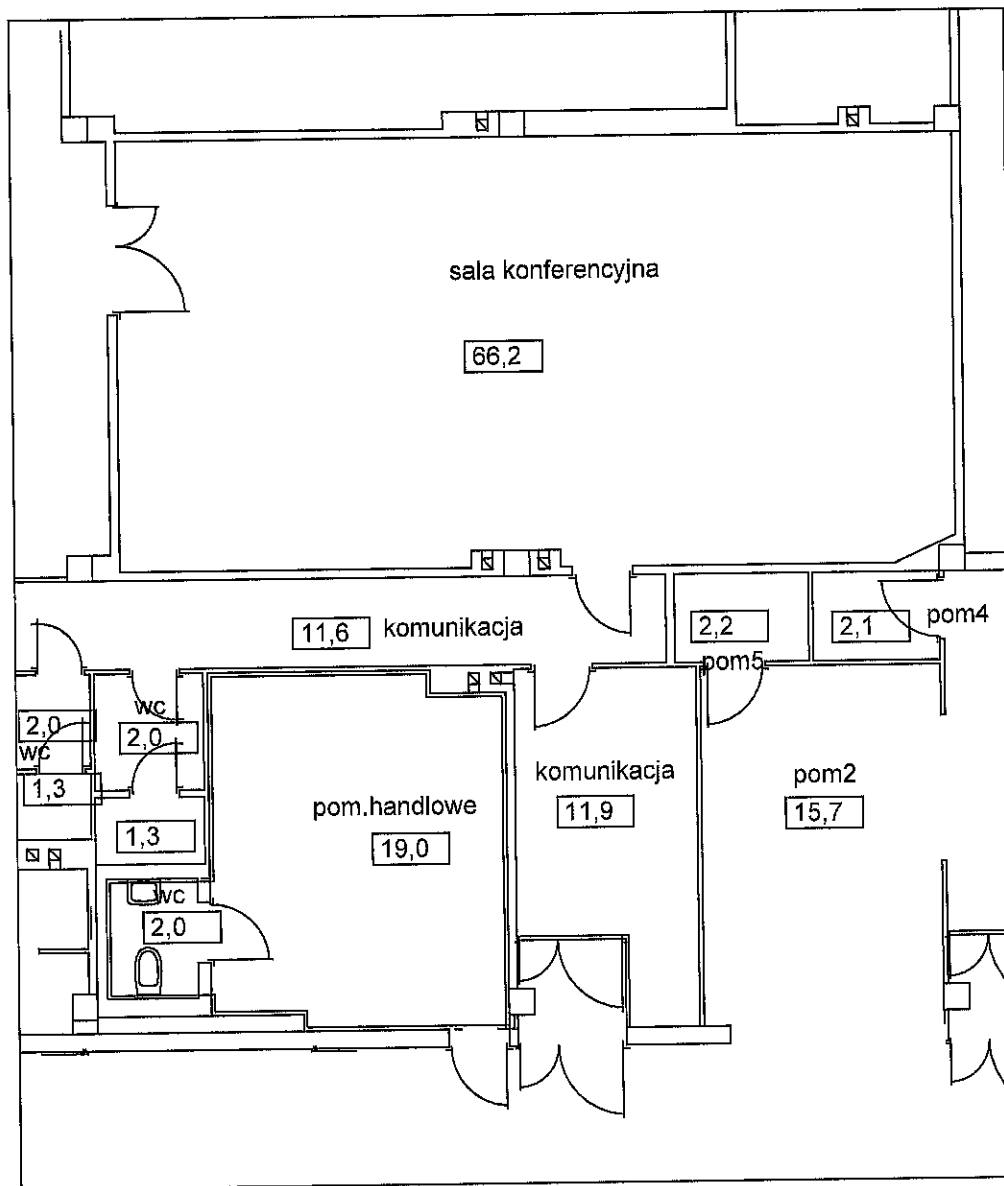 sala konferencyjna
66,2
11,6 komunikacja
2,2
2,1
pom4
pom5
2,0
wc
wc
2,0
1,3
1,3
pom.handlowe
19,0
komunikacja
11,9
pom2
15,7
wc
2,0